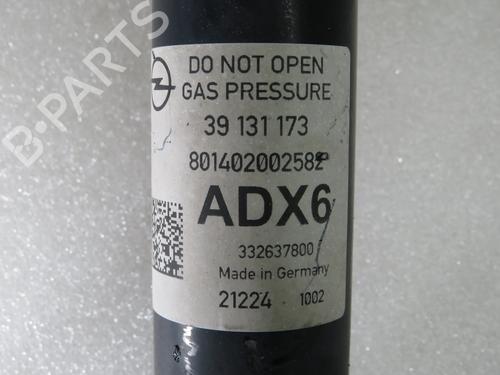 B-PARTS
DO NOT OPEN
GAS PRESSURE
39 131 173
801402002582
ADX6
332637800
Made in Germany
21224 1002